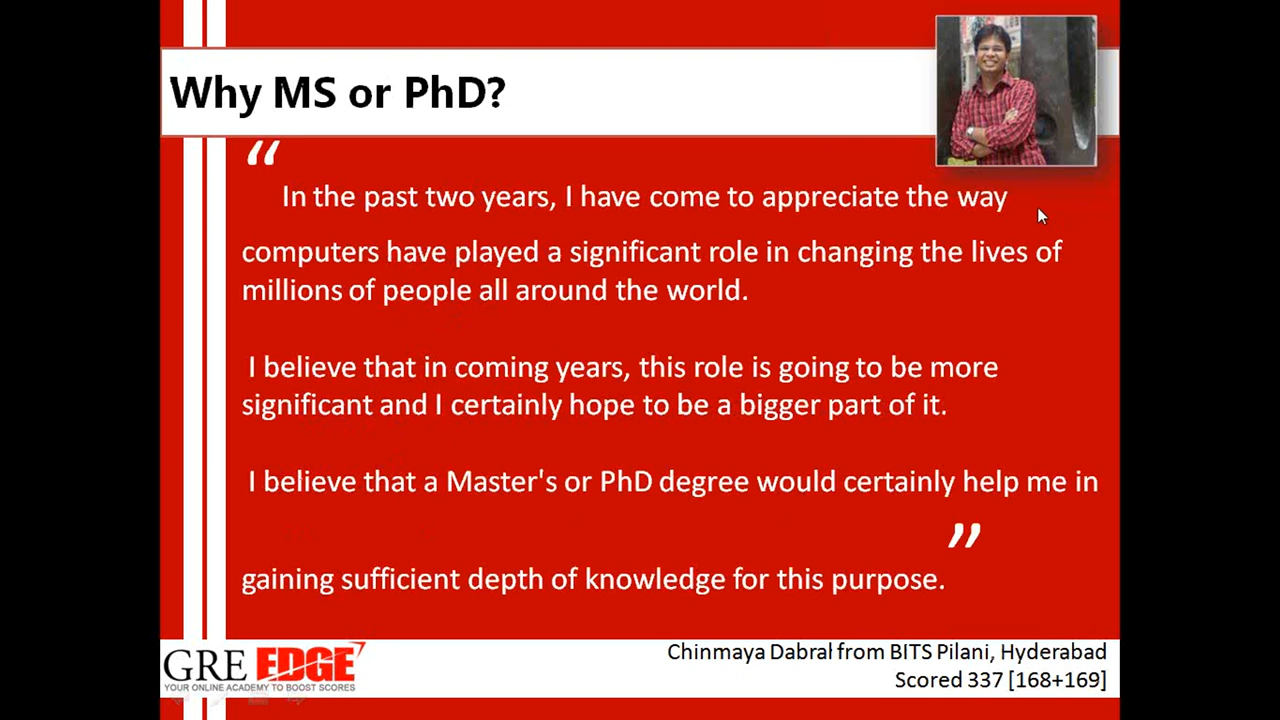 Why MS or PhD?
“
In the past two years, I have come to appreciate the way
computers have played a significant role in changing the lives of
millions of people all around the world.
I believe that in coming years, this role is going to be more
significant and I certainly hope to be a bigger part of it.
I believe that a Master's or PhD degree would certainly help me in
”
gaining sufficient depth of knowledge for this purpose.
GRE EDGE
YOUR ONLINE ACADEMY TO BOOST SCORES
Chinmaya Dabral from BITS Pilani, Hyderabad
Scored 337 [168+169]